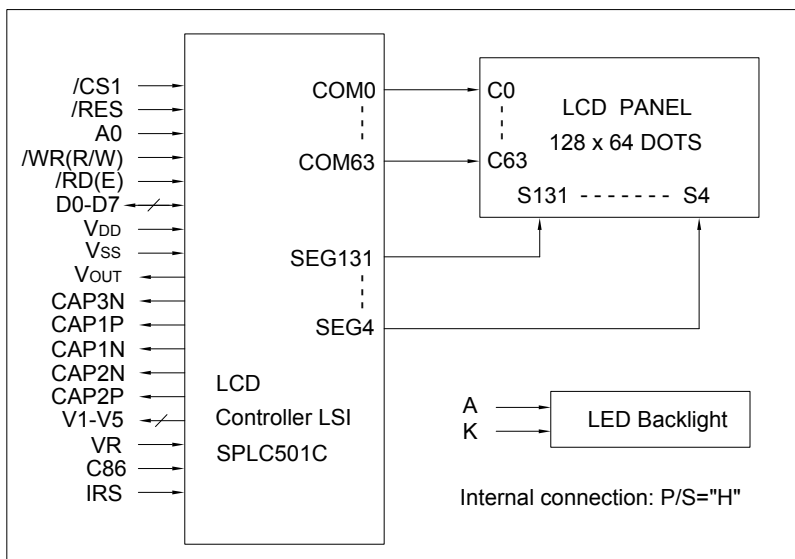 /CS1
/RES
A0
/WR(R/W)
/RD(E)
D0-D7
VDD
VSS
VOUT
CAP3N
CAP1P
CAP1N
CAP2N
CAP2P
V1-V5
VR
C86
IRS
COM0
COM63
SEG131
SEG4
LCD
Controller LSI
SPLC501C
C0
C63
LCD PANEL
128 x 64 DOTS
S131 ------- S4
A
K
LED Backlight
Internal connection: P/S="H"